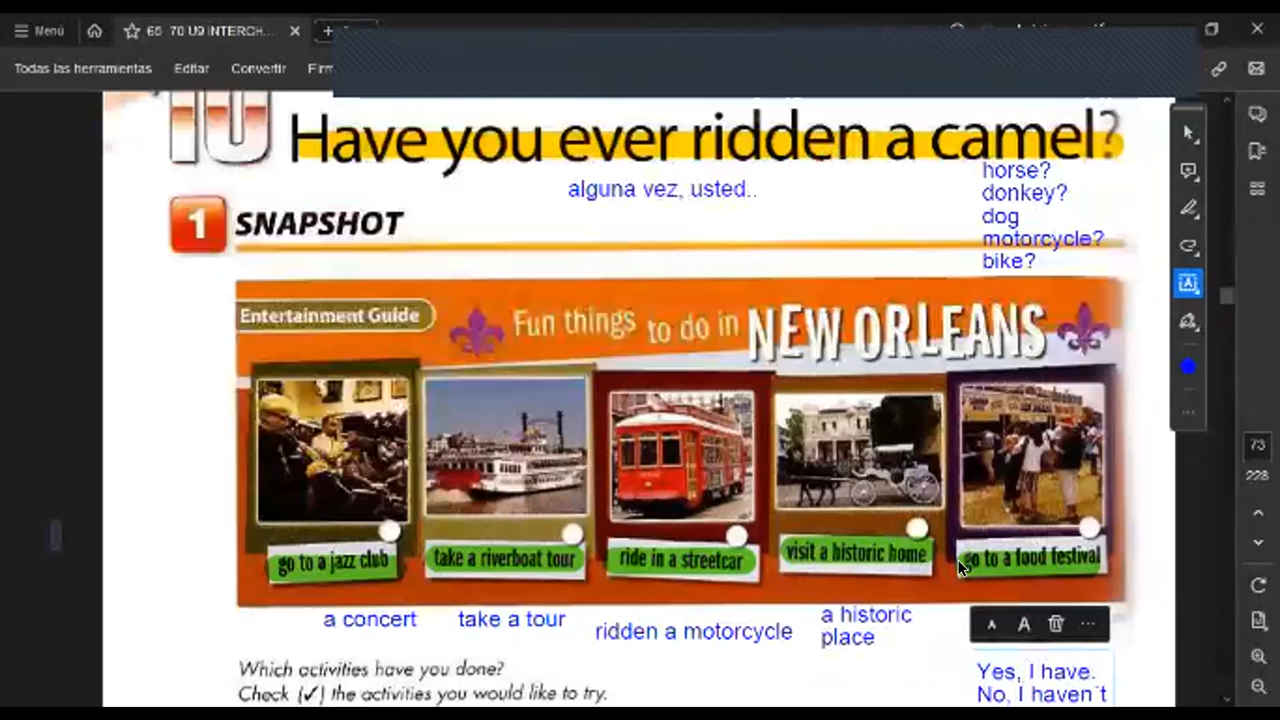 Menú
65 70 U9 INTERCH...
Todas las herramientas Editar Convertir Firm
10 Have you ever ridden a camel?
horse?
alguna vez, usted..
donkey?
dog
motorcycle?
bike?
1 SNAPSHOT
Entertainment Guide
Fun things to do in NEW ORLEANS
go to a jazz club
take a riverboat tour
ride in a streetcar
visit a historic home
go to a food festival
a concert
take a tour
ridden a motorcycle
a historic
place
Which activities have you done?
Check (✓) the activities you would like to try.
A A ...
Yes, I have.
No, I haven´t
73
228